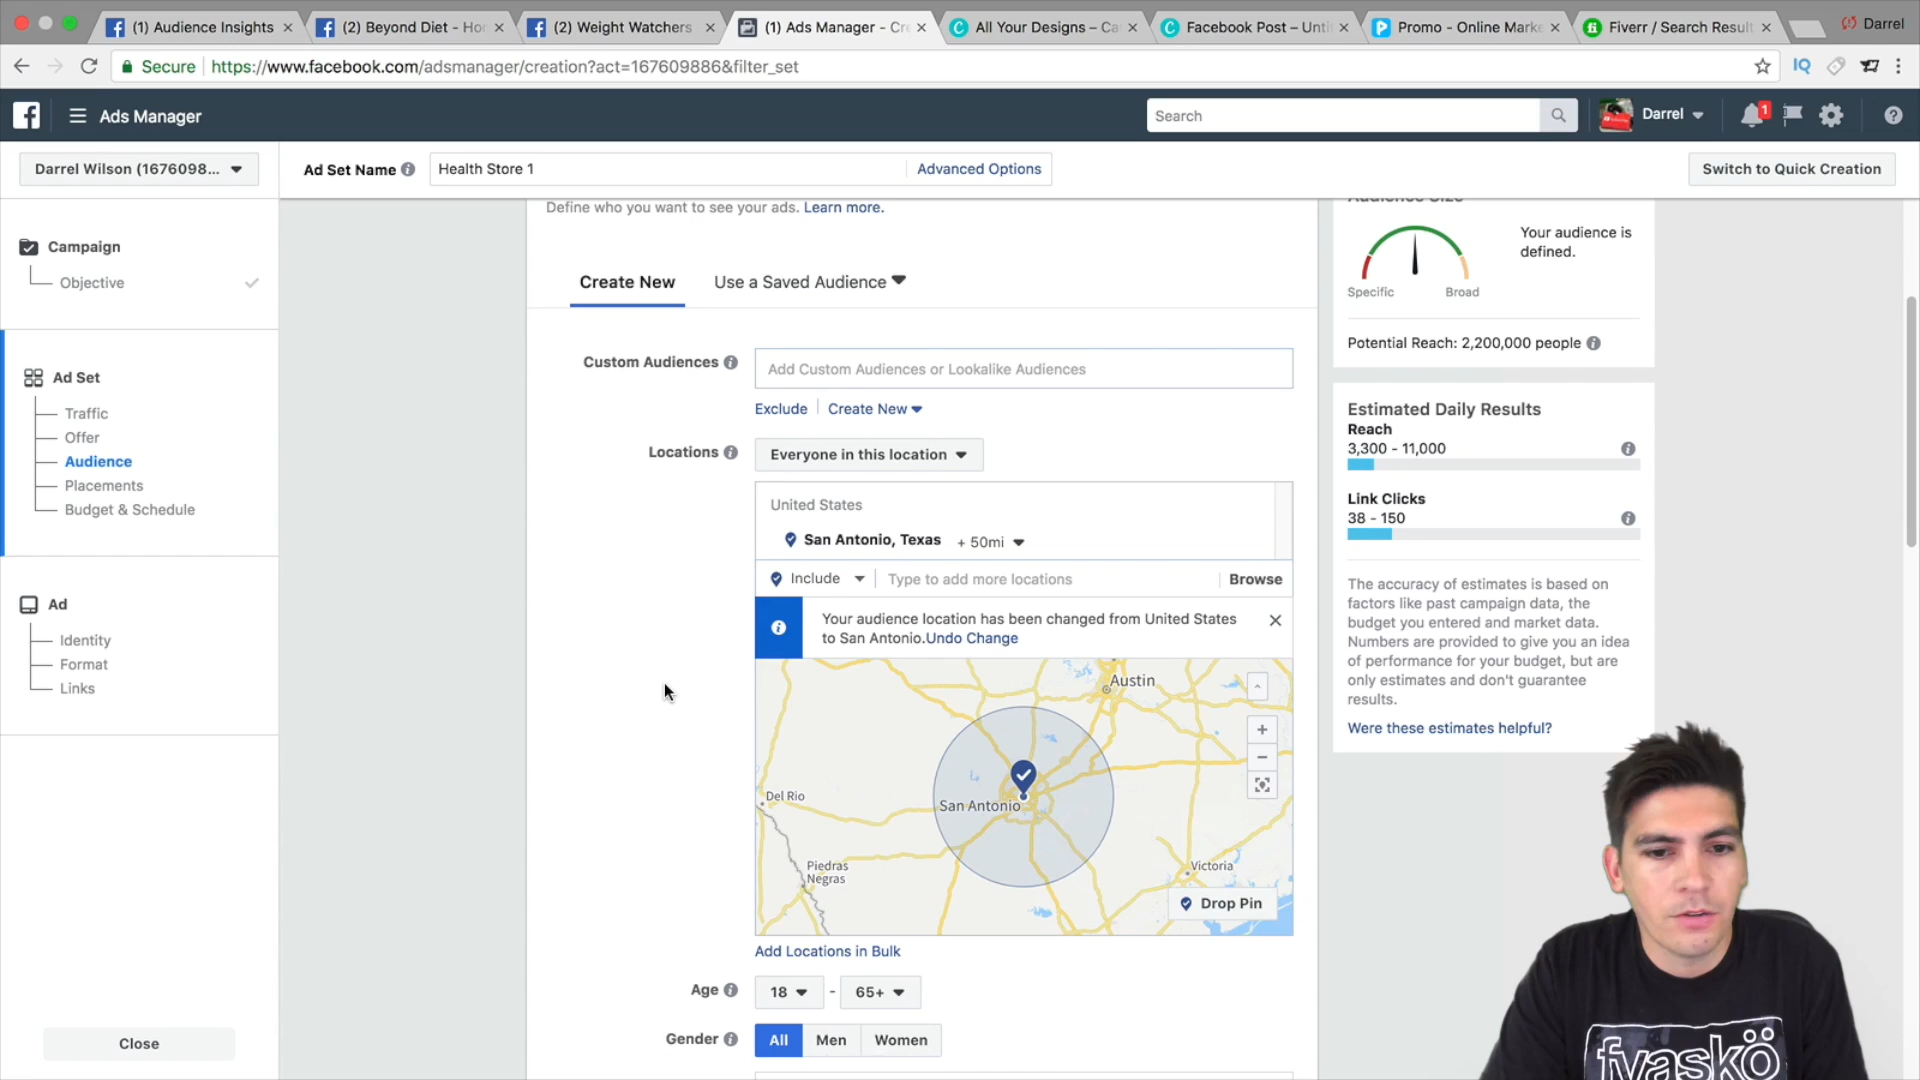 (1) Audience Insights
(2) Beyond Diet - Hor
(2) Weight Watchers
(1) Ads Manager - Cre
All Your Designs – Ca
Facebook Post – Unti
Promo - Online Marke
Fiverr / Search Result
Darrel
Secure
https://www.facebook.com/adsmanager/creation?act=167609886&filter_set
IQ
Ads Manager
Search
Darrel
1
Darrel Wilson (1676098...
Ad Set Name
Health Store 1
Advanced Options
Switch to Quick Creation
Campaign
Objective
Ad Set
Traffic
Offer
Audience
Placements
Budget & Schedule
Ad
Identity
Format
Links
Close
Define who you want to see your ads. Learn more.
Create New
Use a Saved Audience
Custom Audiences
Add Custom Audiences or Lookalike Audiences
Exclude
Create New
Locations
Everyone in this location
United States
San Antonio, Texas + 50mi
Include
Type to add more locations
Browse
Your audience location has been changed from United States
to San Antonio.Undo Change
Austin
Del Rio
San Antonio
Piedras
Negras
Victoria
Drop Pin
Add Locations in Bulk
Age
18 - 65+
Gender
All
Men
Women
Audience Size
Your audience is
defined.
Specific
Broad
Potential Reach: 2,200,000 people
Estimated Daily Results
Reach
3,300 - 11,000
Link Clicks
38 - 150
The accuracy of estimates is based on
factors like past campaign data, the
budget you entered and market data.
Numbers are provided to give you an idea
of performance for your budget, but are
only estimates and don't guarantee
results.
Were these estimates helpful?
fvaskö